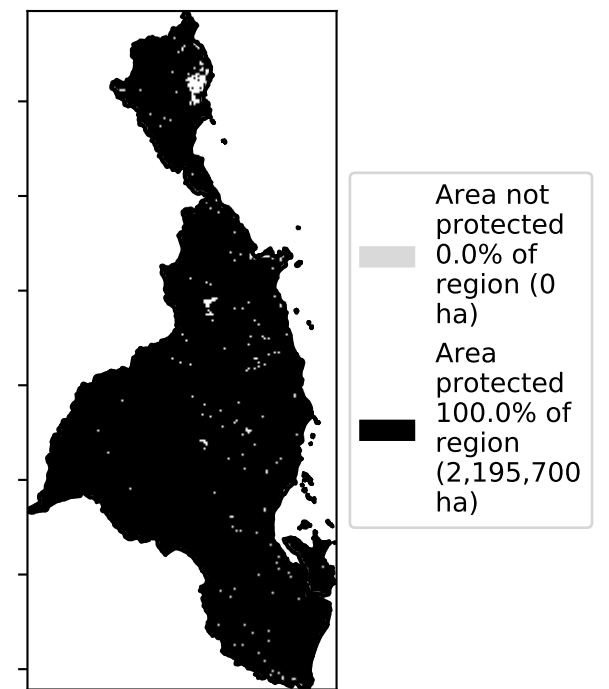 Area not
protected
0.0% of
region (0
ha)
Area
protected
100.0% of
region
(2,195,700
ha)